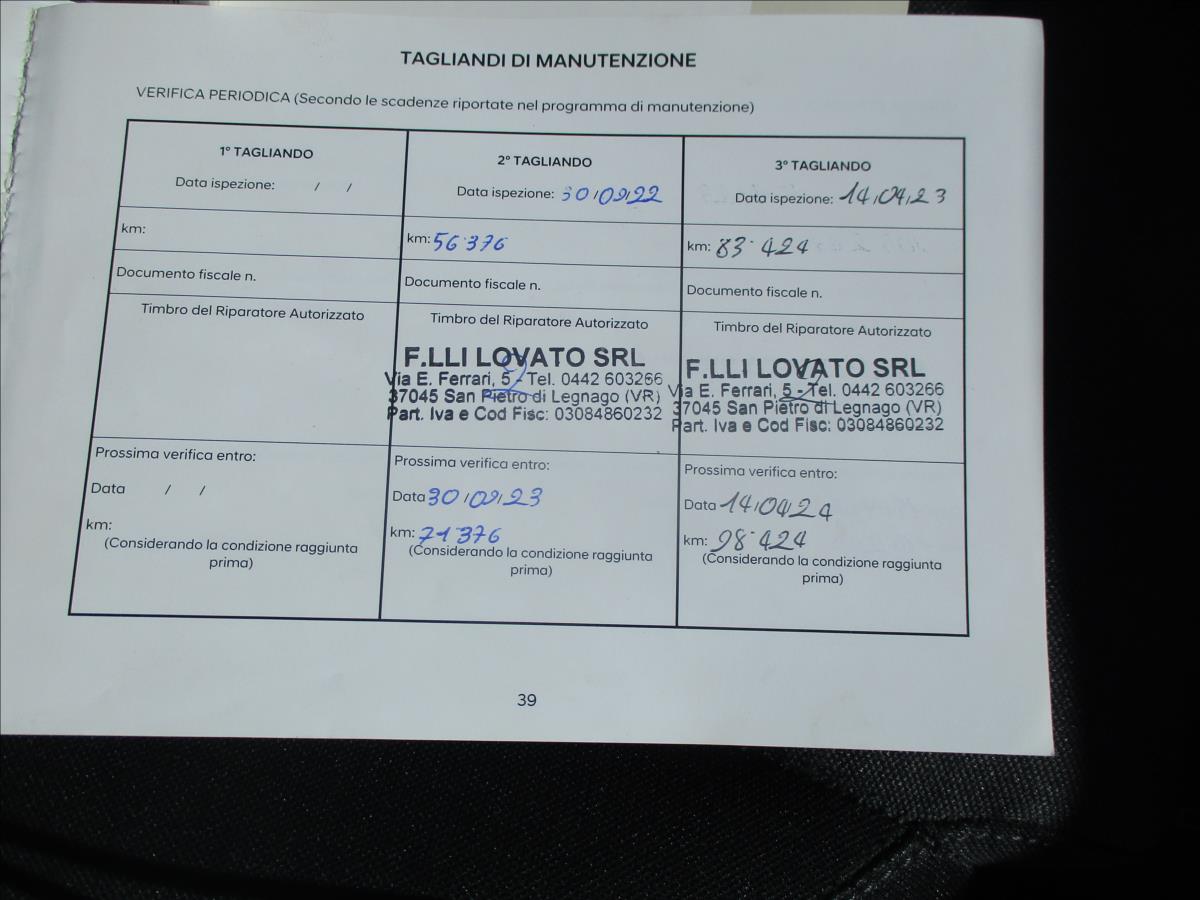 TAGLIANDI DI MANUTENZIONE
VERIFICA PERIODICA (Secondo le scadenze riportate nel programma di manutenzione)
1° TAGLIANDO
Data ispezione: / /
km:
Documento fiscale n.
Timbro del Riparatore Autorizzato
Prossima verifica entro:
Data / /
km:
(Considerando la condizione raggiunta
prima)
2° TAGLIANDO
Data ispezione: 30/09/22
km: 56·376
Documento fiscale n.
Timbro del Riparatore Autorizzato
F.LLI LOVATO SRL
Via E. Ferrari, 5 - Tel. 0442 603266
37045 San Pietro di Legnago (VR)
Part. Iva e Cod Fisc: 03084860232
Prossima verifica entro:
Data 30/09/23
km: 71·376
(Considerando la condizione raggiunta
prima)
3° TAGLIANDO
Data ispezione: 14/04/23
km: 83·424
Documento fiscale n.
Timbro del Riparatore Autorizzato
F.LLI LOVATO SRL
Via E. Ferrari, 5 - Tel. 0442 603266
37045 San Pietro di Legnago (VR)
Part. Iva e Cod Fisc: 03084860232
Prossima verifica entro:
Data 14/04/24
km: 98·424
(Considerando la condizione raggiunta
prima)
39